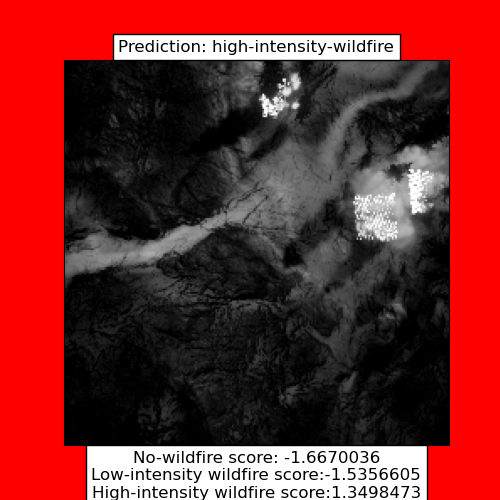 Prediction: high-intensity-wildfire
No-wildfire score: -1.6670036
Low-intensity wildfire score:-1.5356605
High-intensity wildfire score:1.3498473